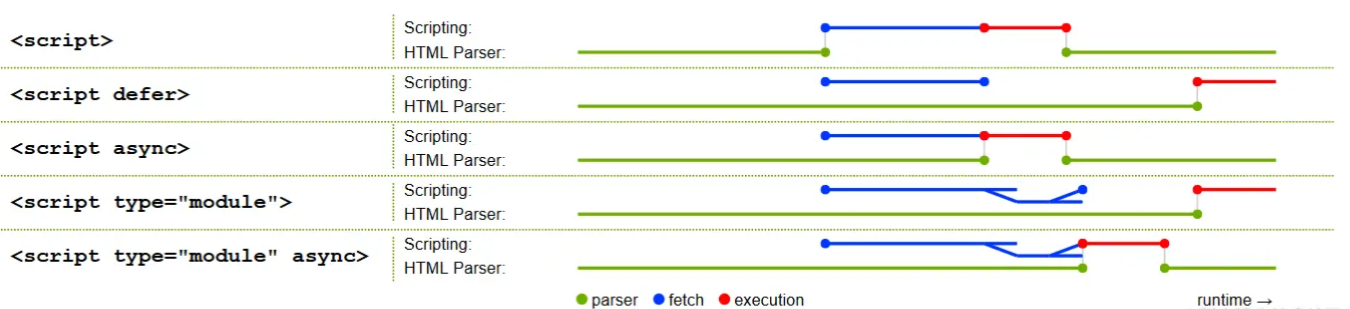 <script>
Scripting:
HTML Parser:
<script defer>
Scripting:
HTML Parser:
<script async>
Scripting:
HTML Parser:
<script type="module">
Scripting:
HTML Parser:
<script type="module" async>
Scripting:
HTML Parser:
parser fetch execution runtime →